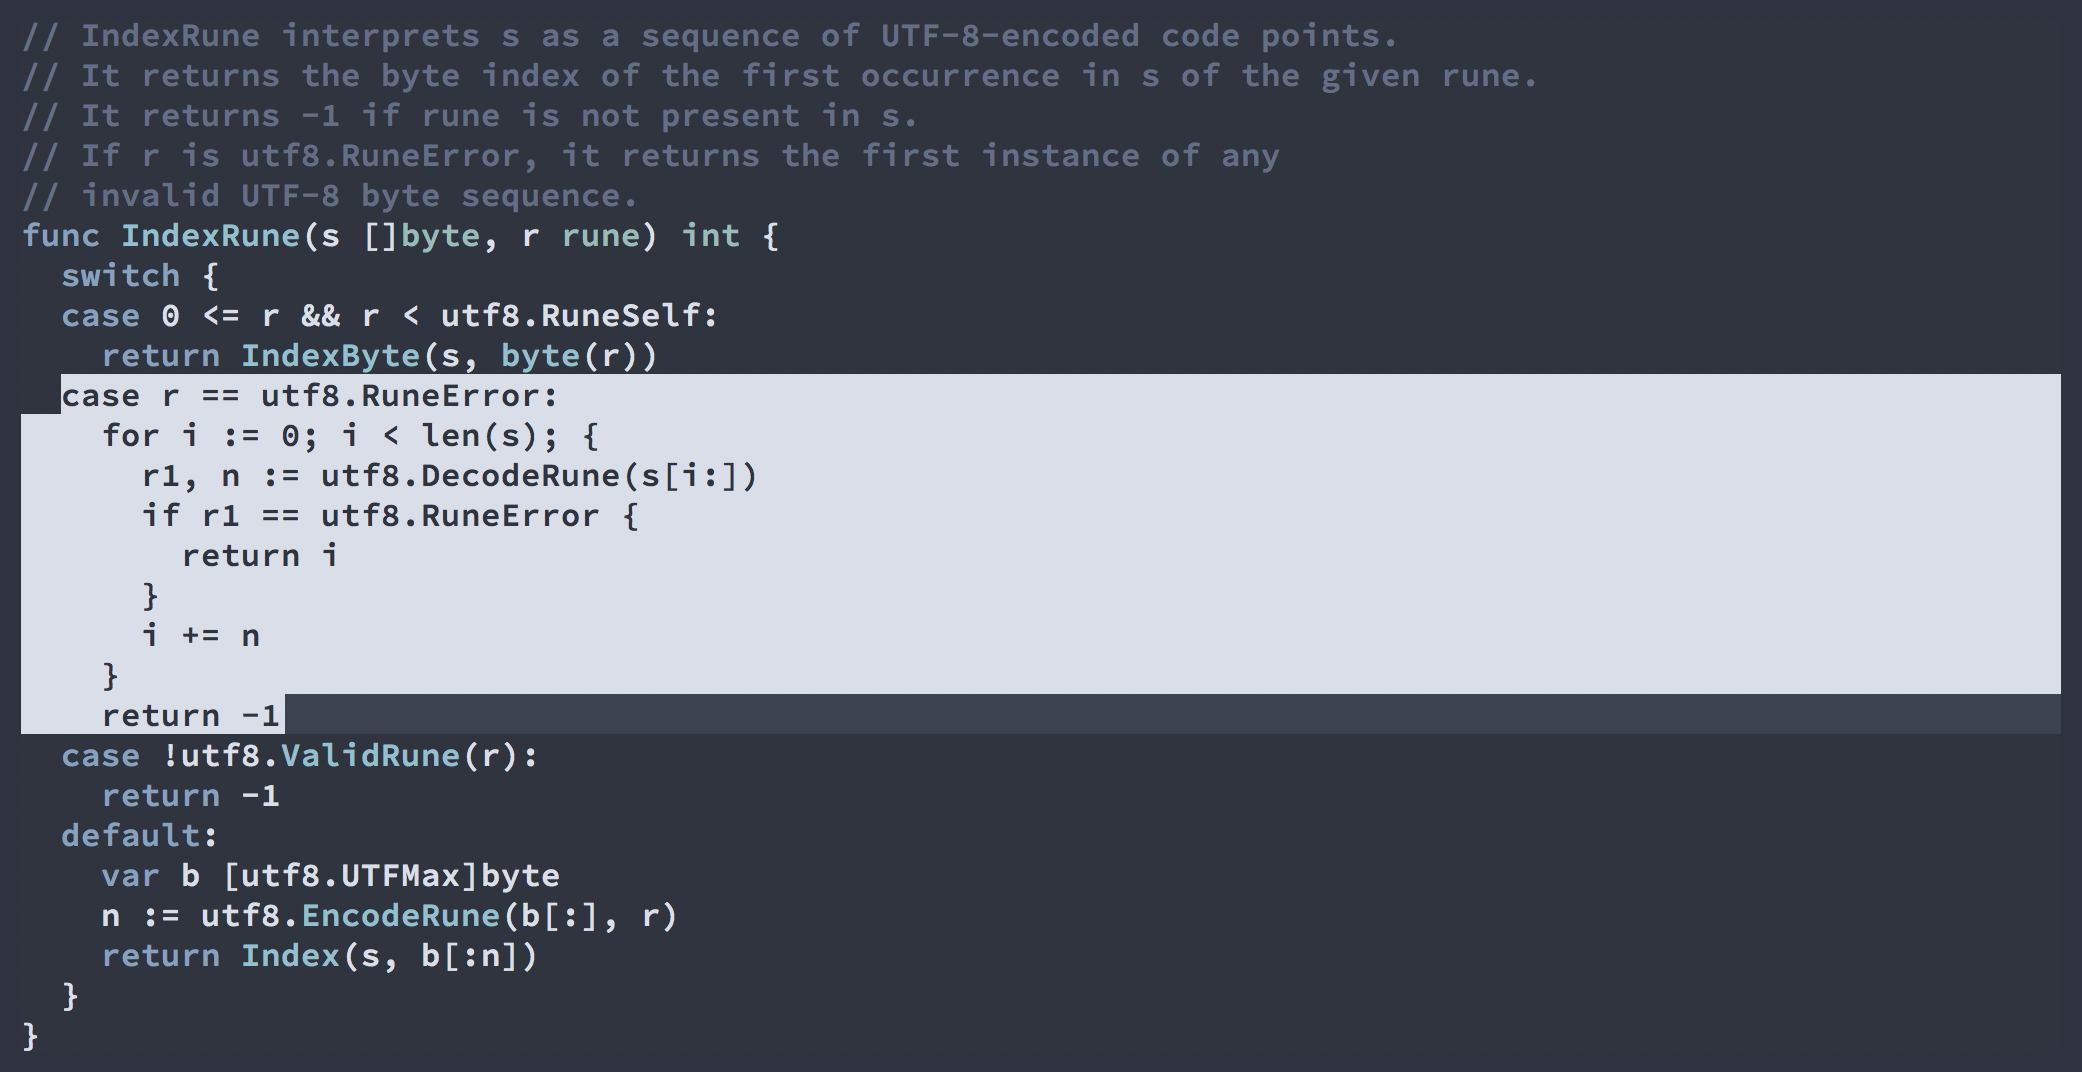 // IndexRune interprets s as a sequence of UTF-8-encoded code points.
// It returns the byte index of the first occurrence in s of the given rune.
// It returns -1 if rune is not present in s.
// If r is utf8.RuneError, it returns the first instance of any
// invalid UTF-8 byte sequence.
func IndexRune(s []byte, r rune) int {
  switch {
  case 0 <= r && r < utf8.RuneSelf:
    return IndexByte(s, byte(r))
  case r == utf8.RuneError:
    for i := 0; i < len(s); {
      r1, n := utf8.DecodeRune(s[i:])
      if r1 == utf8.RuneError {
        return i
      }
      i += n
    }
    return -1
  case !utf8.ValidRune(r):
    return -1
  default:
    var b [utf8.UTFMax]byte
    n := utf8.EncodeRune(b[:], r)
    return Index(s, b[:n])
  }
}